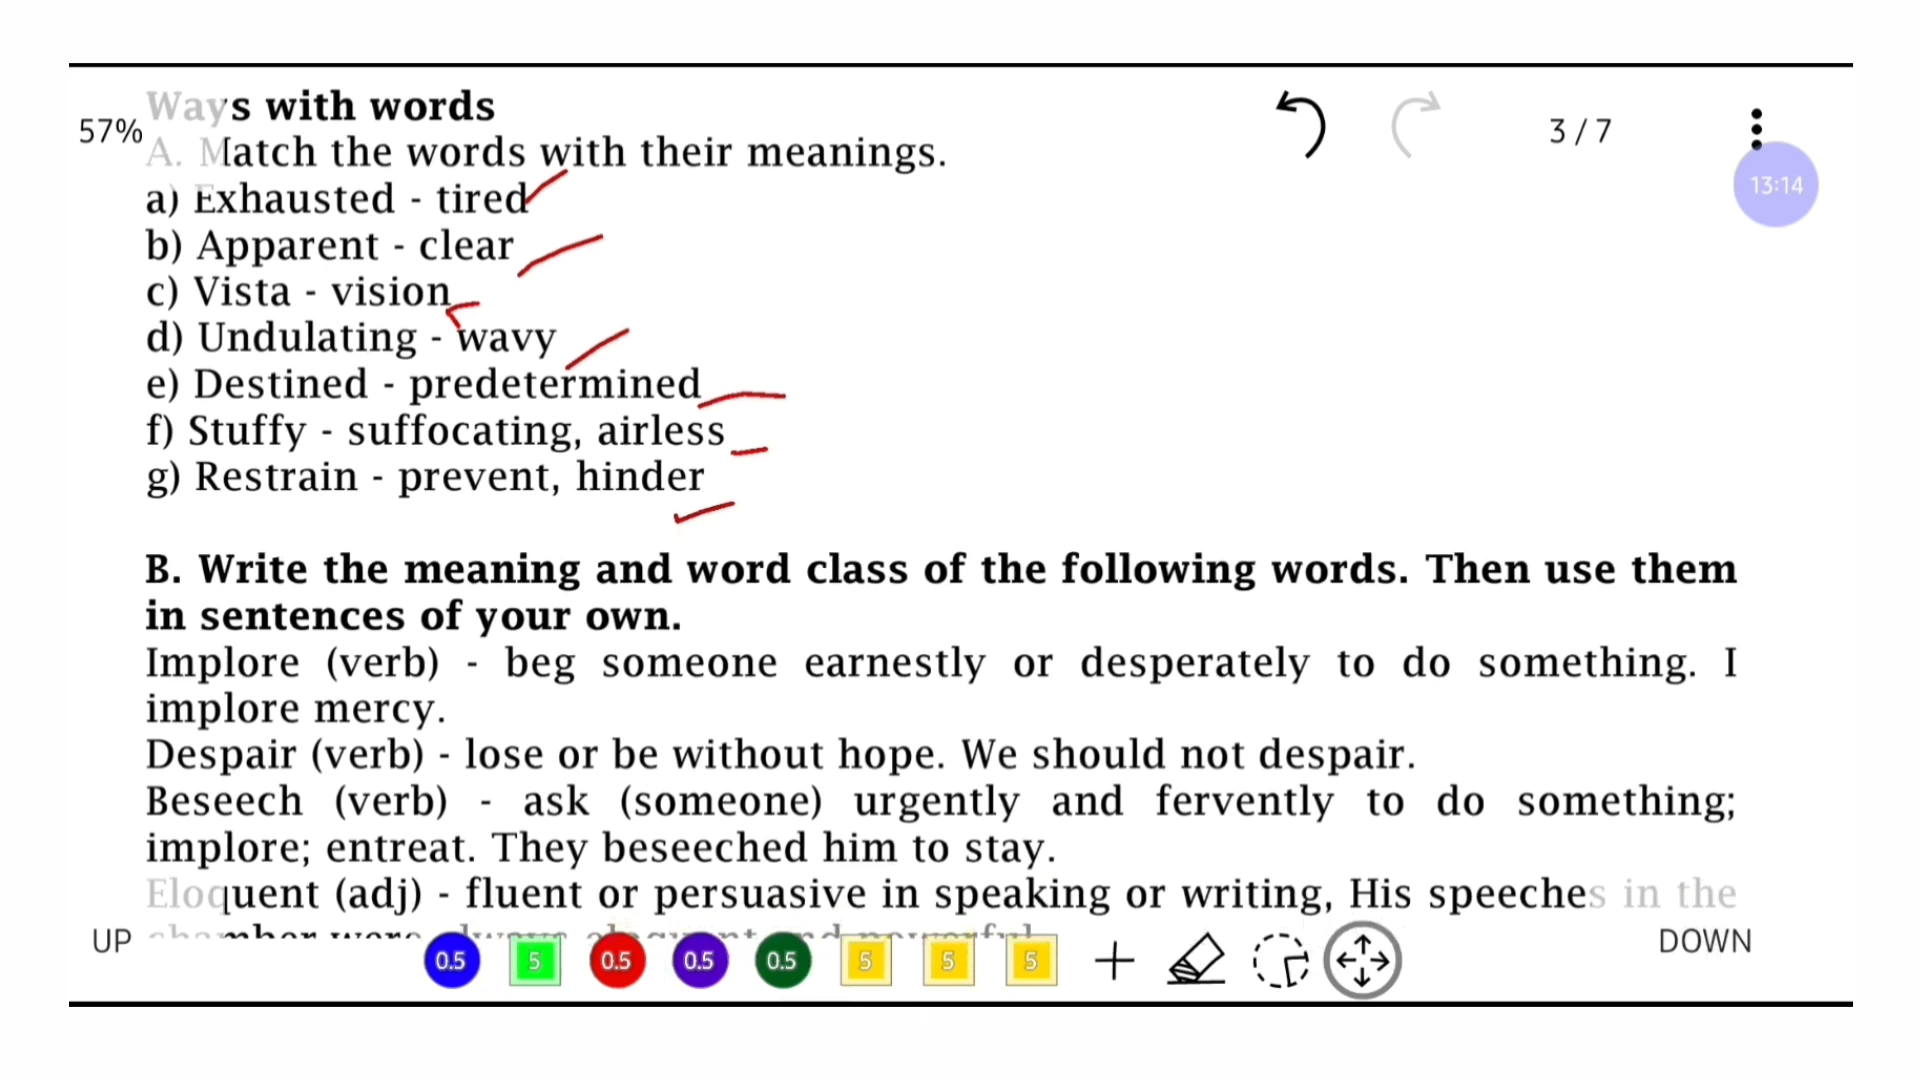 Ways with words
57%
3 / 7
A. Match the words with their meanings.
13:14
a) Exhausted - tired
b) Apparent - clear
c) Vista - vision
d) Undulating - wavy
e) Destined - predetermined
f) Stuffy - suffocating, airless
g) Restrain - prevent, hinder
B. Write the meaning and word class of the following words. Then use them
in sentences of your own.
Implore (verb) - beg someone earnestly or desperately to do something. I
implore mercy.
Despair (verb) - lose or be without hope. We should not despair.
Beseech (verb) - ask (someone) urgently and fervently to do something;
implore; entreat. They beseeched him to stay.
Eloquent (adj) - fluent or persuasive in speaking or writing, His speeches in the
UP
DOWN
0.5 5 0.5 0.5 0.5 5 5 5